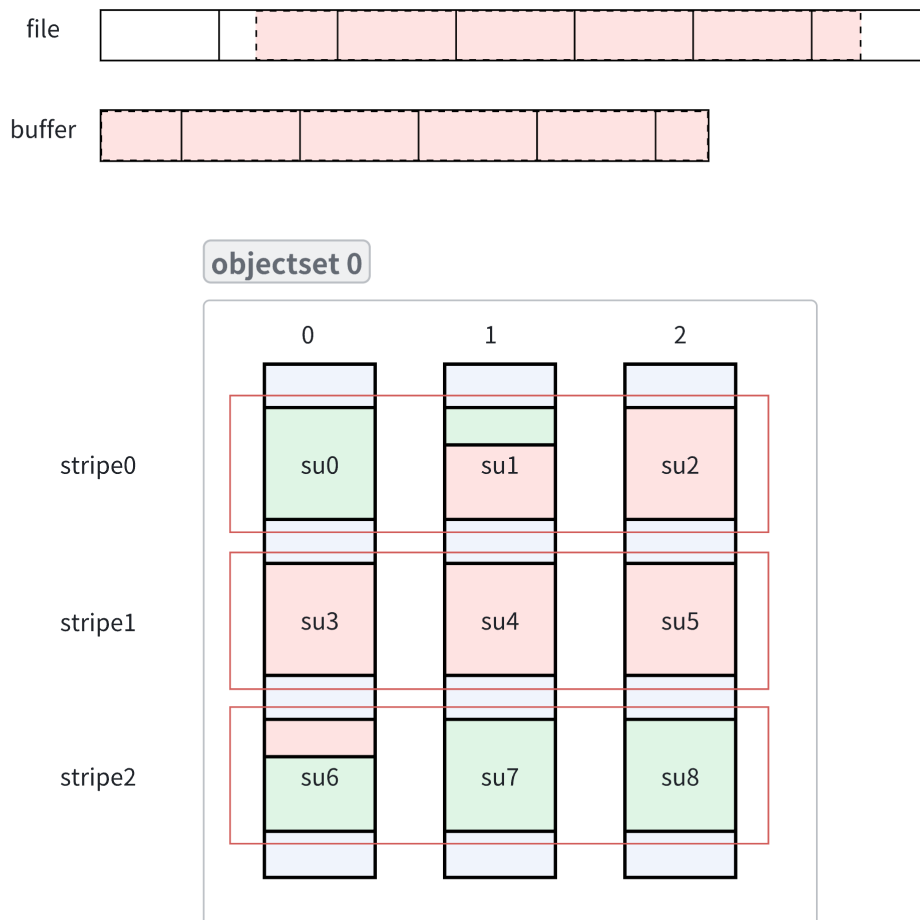 file
buffer
objectset 0
0 1 2
stripe0 su0 su1 su2
stripe1 su3 su4 su5
stripe2 su6 su7 su8